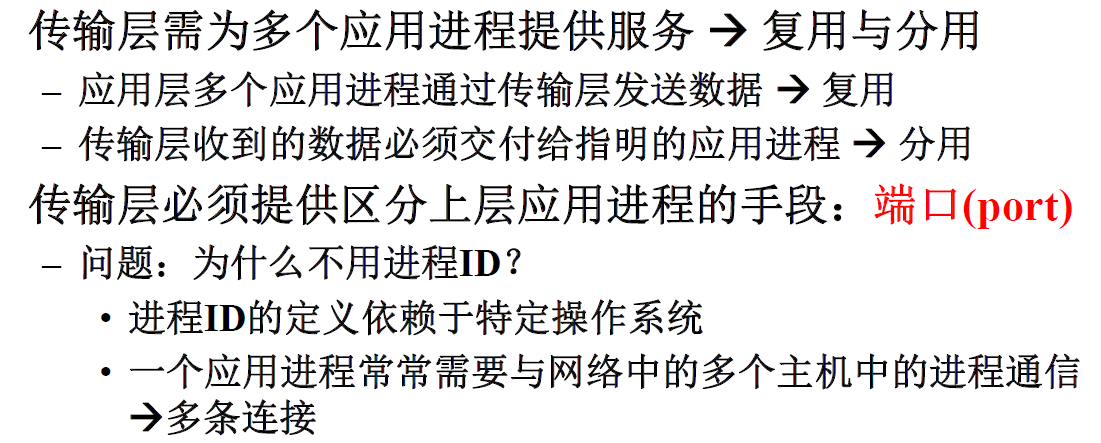 传输层需为多个应用进程提供服务 → 复用与分用
– 应用层多个应用进程通过传输层发送数据 → 复用
– 传输层收到的数据必须交付给指明的应用进程 → 分用
传输层必须提供区分上层应用进程的手段：端口(port)
– 问题：为什么不用进程ID？
• 进程ID的定义依赖于特定操作系统
• 一个应用进程常常需要与网络中的多个主机中的进程通信
→多条连接